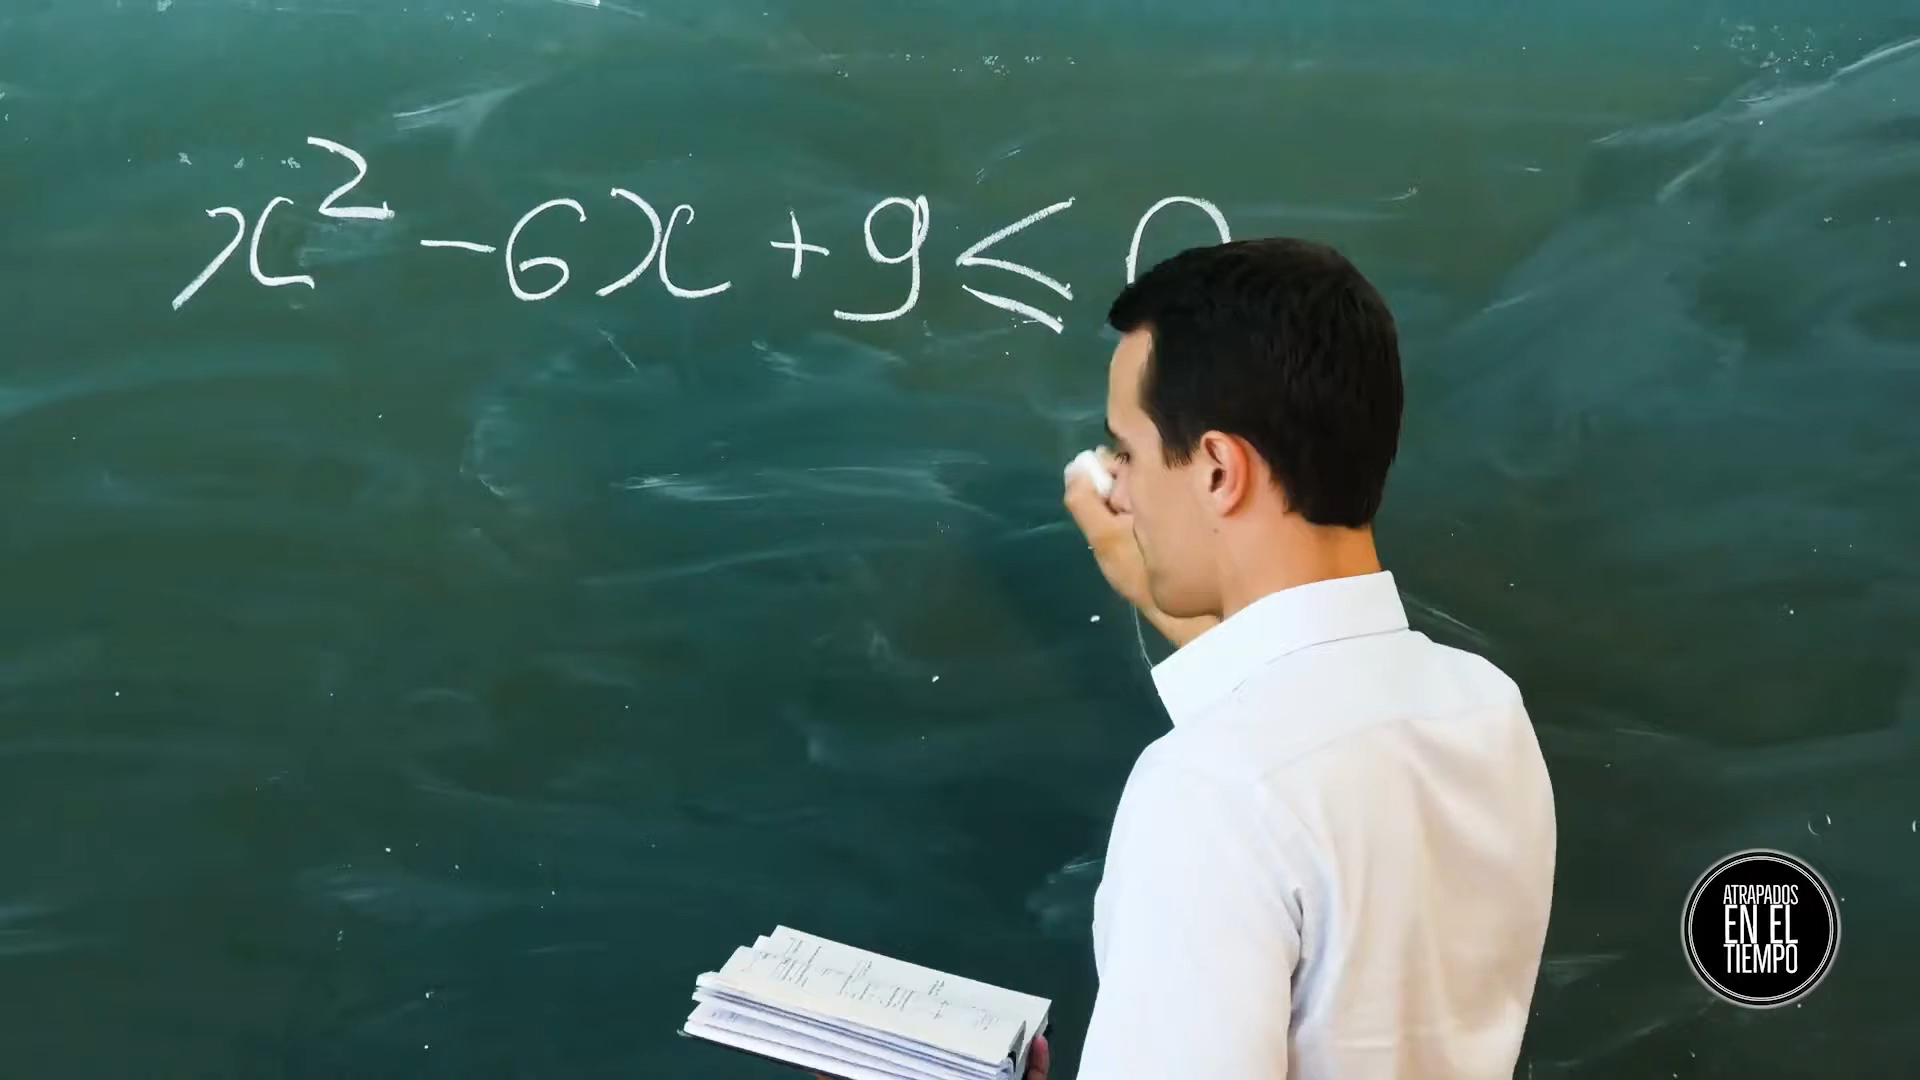 x² - 6x + 9 ≤ 0
ATRAPADOS
EN EL
TIEMPO